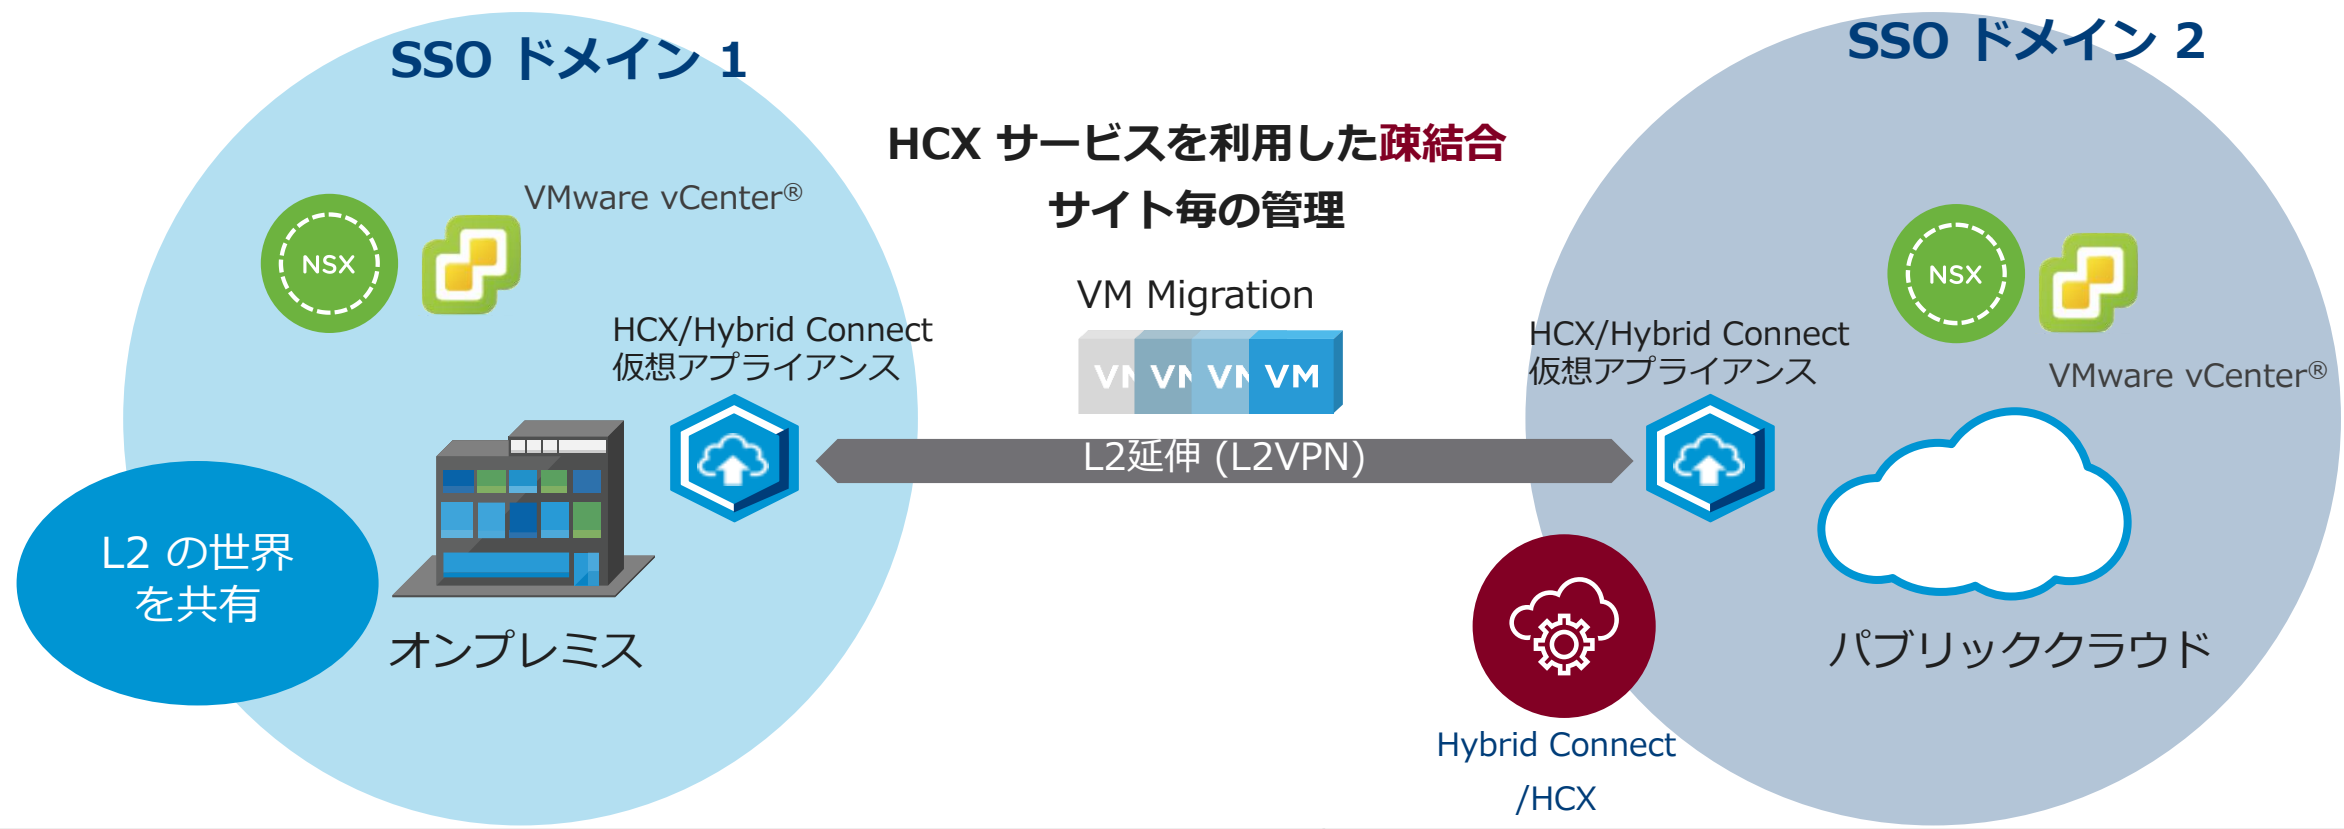 SSO ドメイン 1
SSO ドメイン 2
HCX サービスを利用した疎結合
サイト毎の管理
NSX
VMware vCenter®
HCX/Hybrid Connect
仮想アプライアンス
VM Migration
VM VM VM VM
L2延伸 (L2VPN)
HCX/Hybrid Connect
仮想アプライアンス
NSX
VMware vCenter®
L2 の世界
を共有
オンプレミス
パブリッククラウド
Hybrid Connect
/HCX